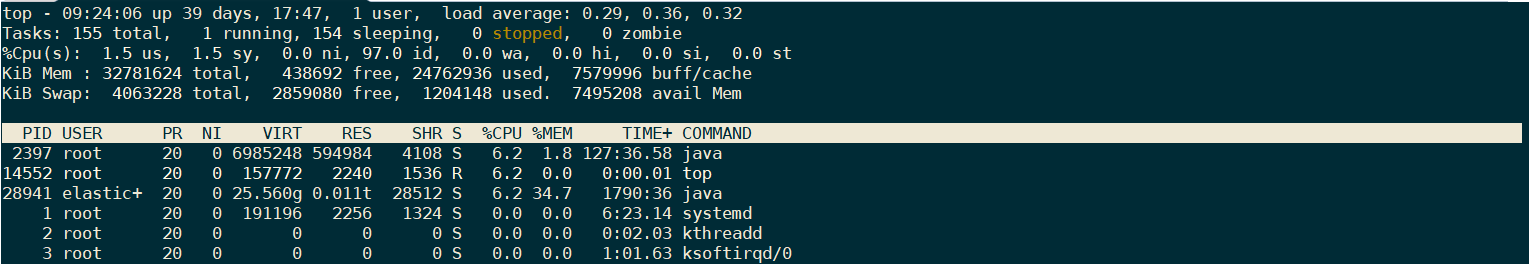 top - 09:24:06 up 39 days, 17:47,  1 user,  load average: 0.29, 0.36, 0.32
Tasks: 155 total,   1 running, 154 sleeping,   0 stopped,   0 zombie
%Cpu(s):  1.5 us,  1.5 sy,  0.0 ni, 97.0 id,  0.0 wa,  0.0 hi,  0.0 si,  0.0 st
KiB Mem : 32781624 total,   438692 free, 24762936 used,  7579996 buff/cache
KiB Swap:  4063228 total,  2859080 free,  1204148 used.  7495208 avail Mem
  PID USER      PR  NI    VIRT    RES    SHR S  %CPU %MEM     TIME+ COMMAND
 2397 root      20   0 6985248 594984   4108 S   6.2  1.8 127:36.58 java
14552 root      20   0  157772   2240   1536 R   6.2  0.0   0:00.01 top
28941 elastic+  20   0 25.560g 0.011t  28512 S   6.2 34.7   1790:36 java
    1 root      20   0  191196   2256   1324 S   0.0  0.0   6:23.14 systemd
    2 root      20   0       0      0      0 S   0.0  0.0   0:02.03 kthreadd
    3 root      20   0       0      0      0 S   0.0  0.0   1:01.63 ksoftirqd/0